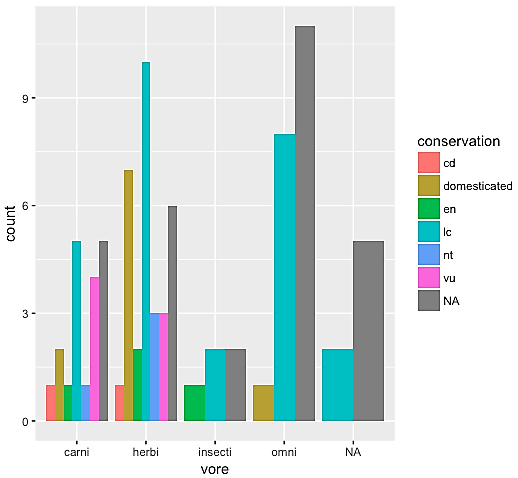 count
9
6
3
0
carni herbi insecti omni NA
vore
conservation
cd
domesticated
en
lc
nt
vu
NA